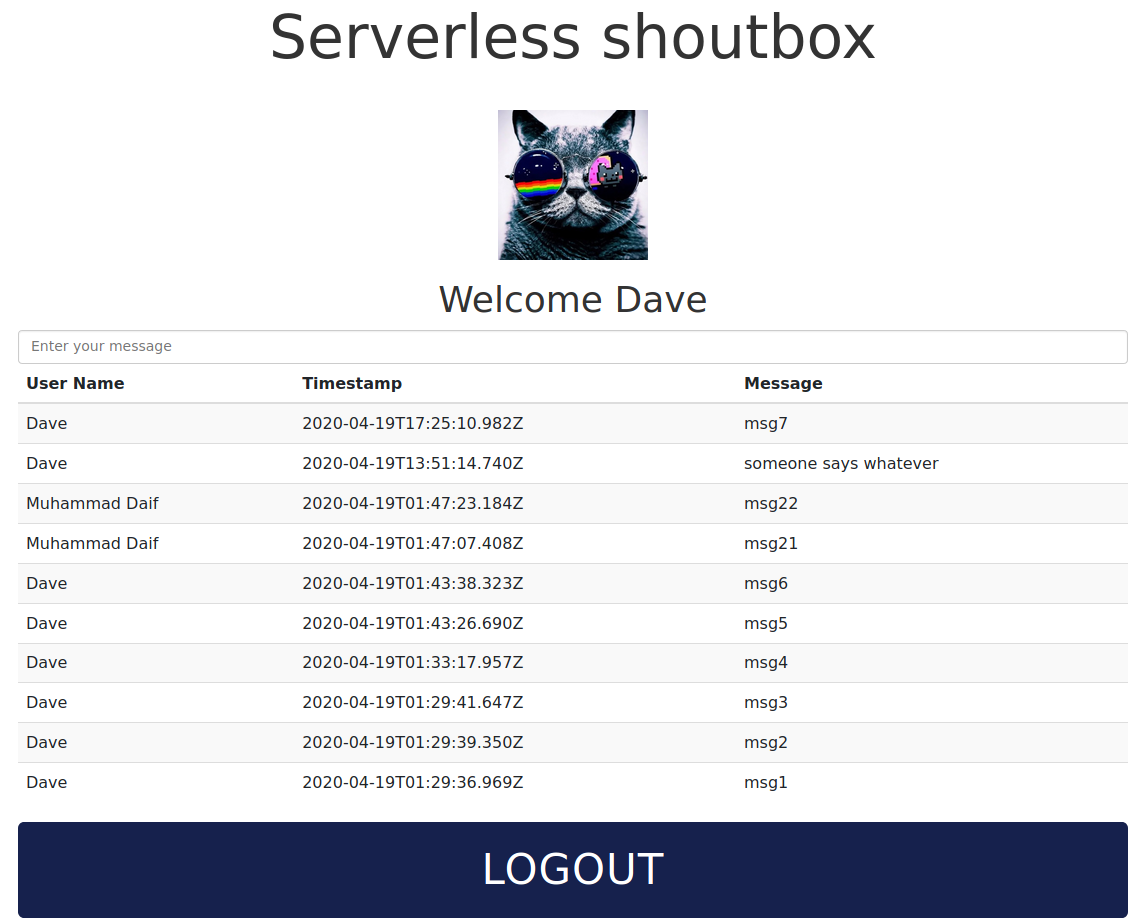 Serverless shoutbox
Welcome Dave
Enter your message
User Name Timestamp Message
Dave 2020-04-19T17:25:10.982Z msg7
Dave 2020-04-19T13:51:14.740Z someone says whatever
Muhammad Daif 2020-04-19T01:47:23.184Z msg22
Muhammad Daif 2020-04-19T01:47:07.408Z msg21
Dave 2020-04-19T01:43:38.323Z msg6
Dave 2020-04-19T01:43:26.690Z msg5
Dave 2020-04-19T01:33:17.957Z msg4
Dave 2020-04-19T01:29:41.647Z msg3
Dave 2020-04-19T01:29:39.350Z msg2
Dave 2020-04-19T01:29:36.969Z msg1
LOGOUT